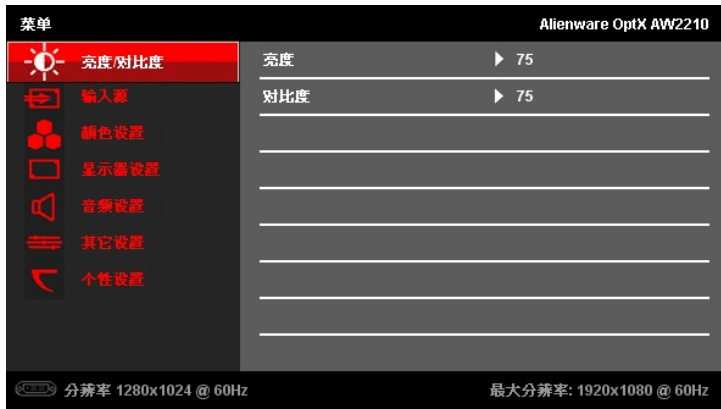 菜单
Alienware OptX AW2210
亮度/对比度
亮度 75
输入源
对比度 75
颜色设置
显示器设置
音频设置
其它设置
个性设置
分辨率 1280x1024 @ 60Hz
最大分辨率: 1920x1080 @ 60Hz